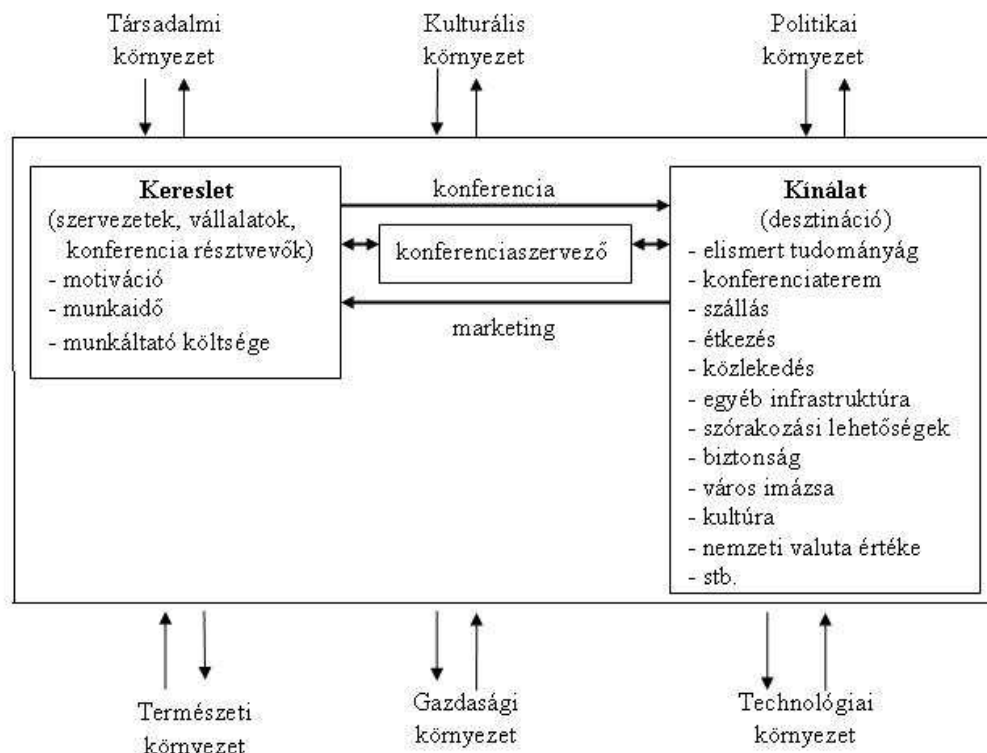 Társadalmi
környezet
Kulturális
környezet
Politikai
környezet
Kereslet
(szervezetek, vállalatok,
konferencia résztvevők)
- motiváció
- munkaidő
- munkáltató költsége
konferencia
konferenciaszervező
marketing
Kínálat
(desztináció)
- elismert tudományág
- konferenciaterem
- szállás
- étkezés
- közlekedés
- egyéb infrastruktúra
- szórakozási lehetőségek
- biztonság
- város imázsa
- kultúra
- nemzeti valuta értéke
- stb.
Természeti
környezet
Gazdasági
környezet
Technológiai
környezet